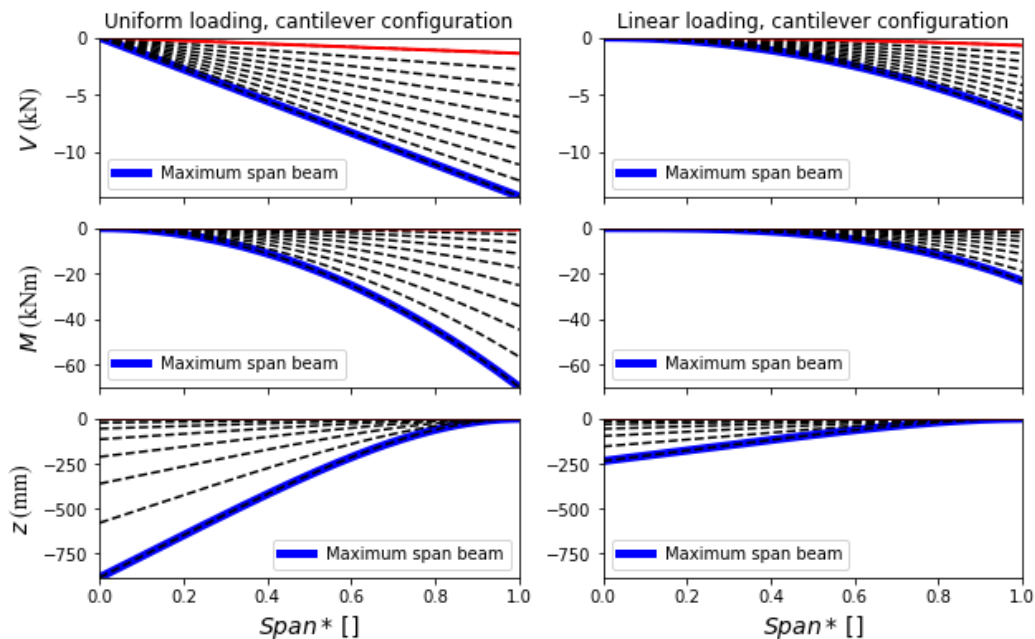 Uniform loading, cantilever configuration
Linear loading, cantilever configuration
V (kN)
0
−5
−10
Maximum span beam
0
−5
−10
Maximum span beam
M (kNm)
0
−20
−40
−60
Maximum span beam
0
−20
−40
−60
Maximum span beam
z (mm)
0
−250
−500
−750
Maximum span beam
0.0 0.2 0.4 0.6 0.8 1.0
Span* []
0
−250
−500
−750
Maximum span beam
0.0 0.2 0.4 0.6 0.8 1.0
Span* []